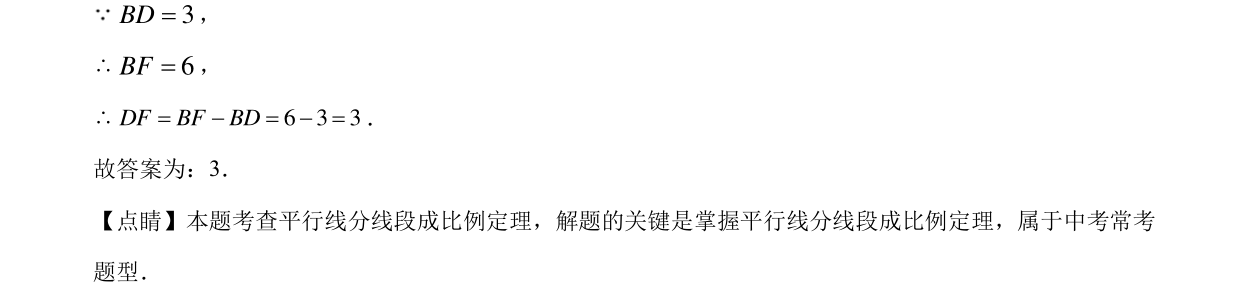 ∵ BD = 3，
∴ BF = 6，
∴ DF = BF − BD = 6 − 3 = 3．
故答案为：3．
【点睛】本题考查平行线分线段成比例定理，解题的关键是掌握平行线分线段成比例定理，属于中考常考
题型．